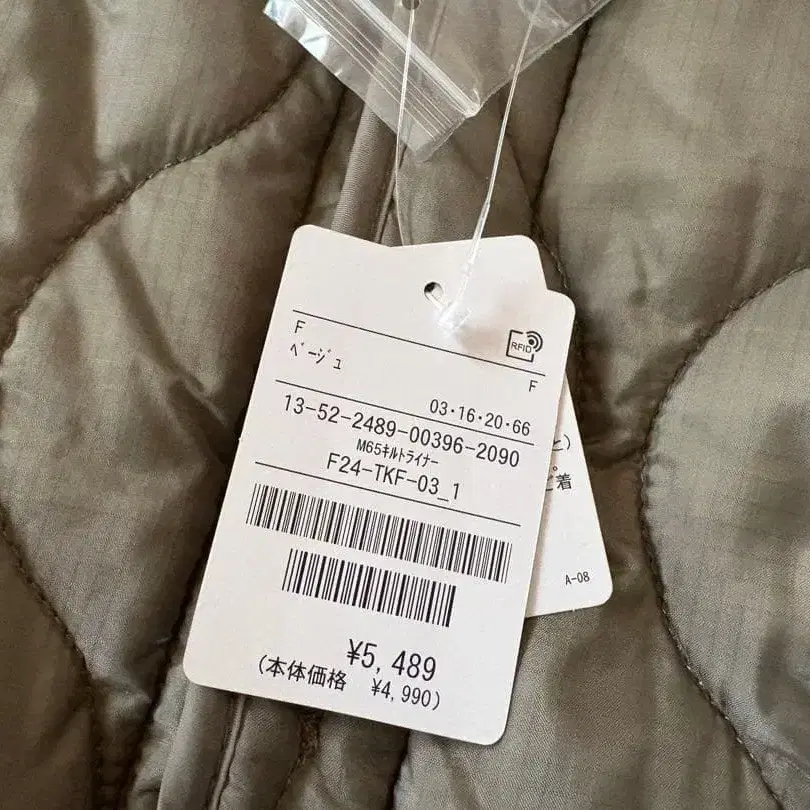 RFID
F
ﾍﾞｰｼﾞｭ
F
03・16・20・66
13-52-2489-00396-2090
M65ｷﾙﾄﾗｲﾅｰ
F24-TKF-03_1
¥5,489
(本体価格 ¥4,990)
着
A-08